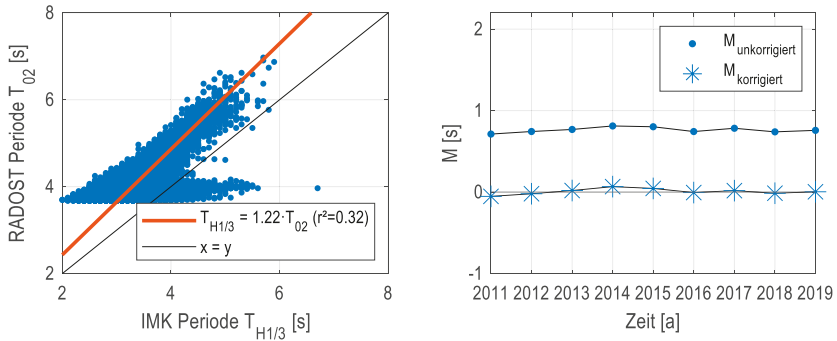 8
6
4
2
2
4
6
8
RADOST Periode T02 [s]
IMK Periode TH1/3 [s]
TH1/3 = 1.22·T02 (r²=0.32)
x = y
2
1
0
-1
2011 2012 2013 2014 2015 2016 2017 2018 2019
M [s]
Zeit [a]
Munkorrigiert
Mkorrigiert